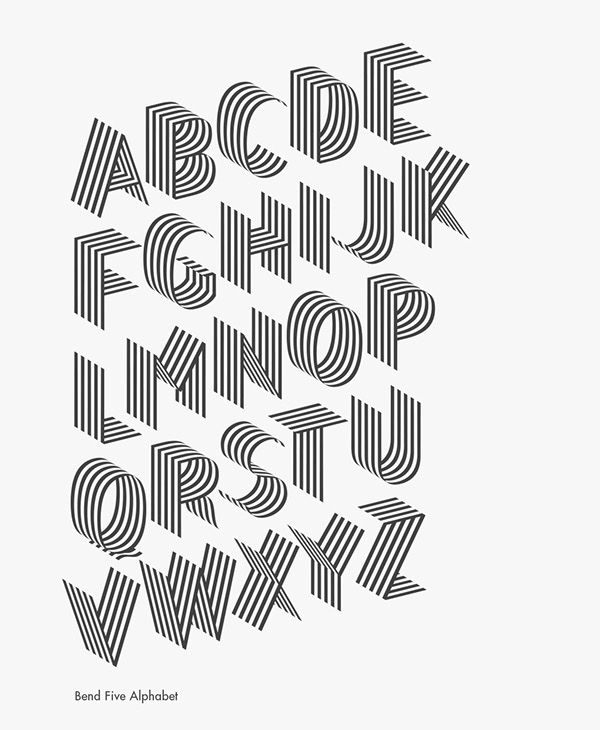 ABCDE
FGHIJK
LMNOP
QRSTU
VWXYZ
Bend Five Alphabet